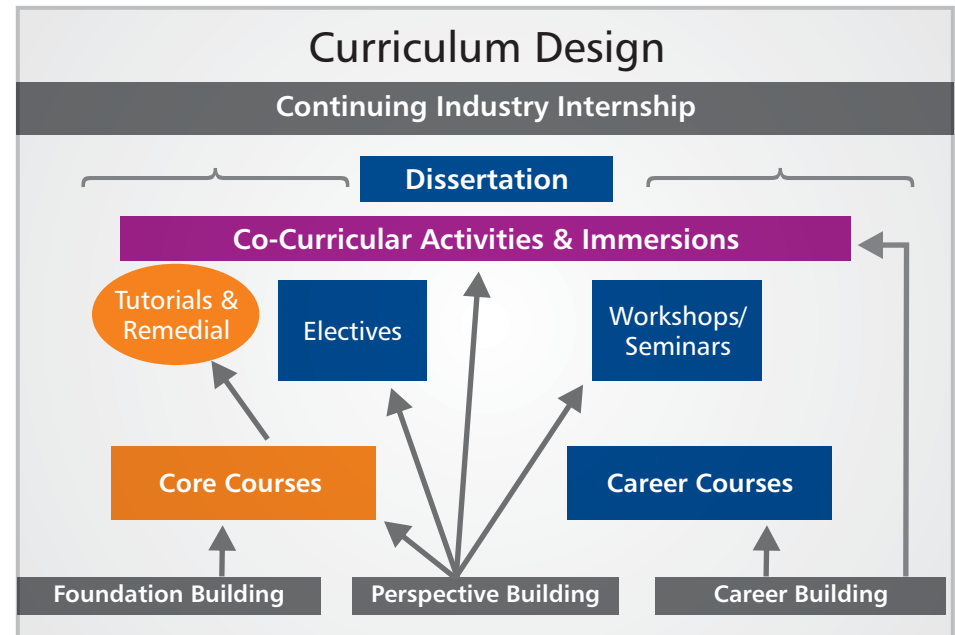 Curriculum Design
Continuing Industry Internship
Dissertation
Co-Curricular Activities & Immersions
Tutorials &
Remedial
Electives
Workshops/
Seminars
Core Courses
Career Courses
Foundation Building
Perspective Building
Career Building